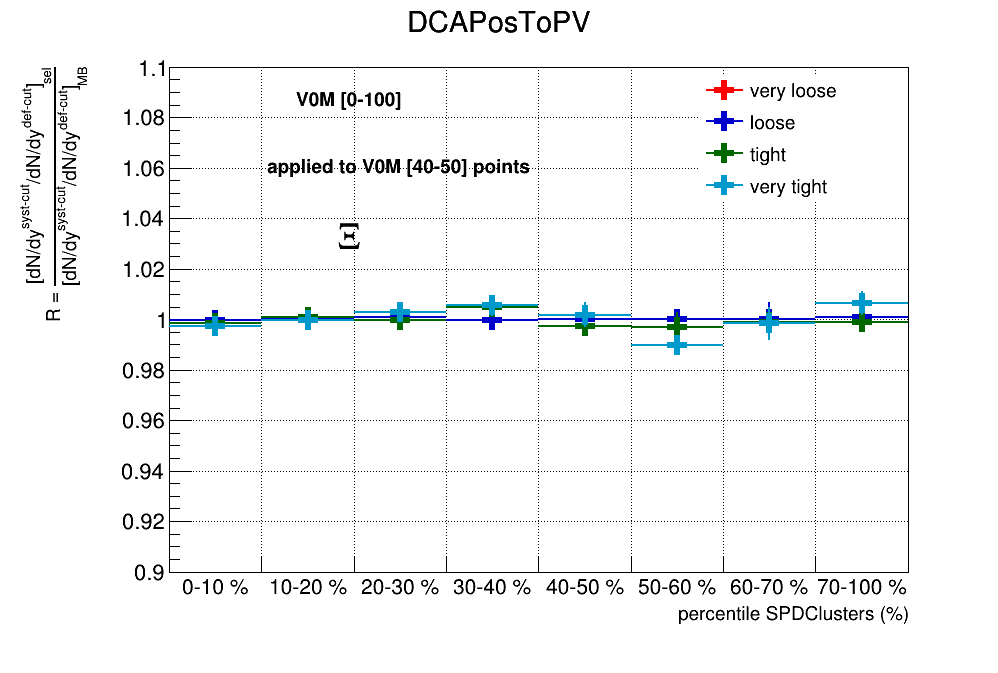 DCAPosToPV
R = [dN/dy^syst-cut/dN/dy^def-cut]_sel
[dN/dy^syst-cut/dN/dy^def-cut]_MB
1.1
1.08
1.06
1.04
1.02
1
0.98
0.96
0.94
0.92
0.9
V0M [0-100]
applied to V0M [40-50] points
Ξ
very loose
loose
tight
very tight
0-10 % 10-20 % 20-30 % 30-40 % 40-50 % 50-60 % 60-70 % 70-100 %
percentile SPDClusters (%)